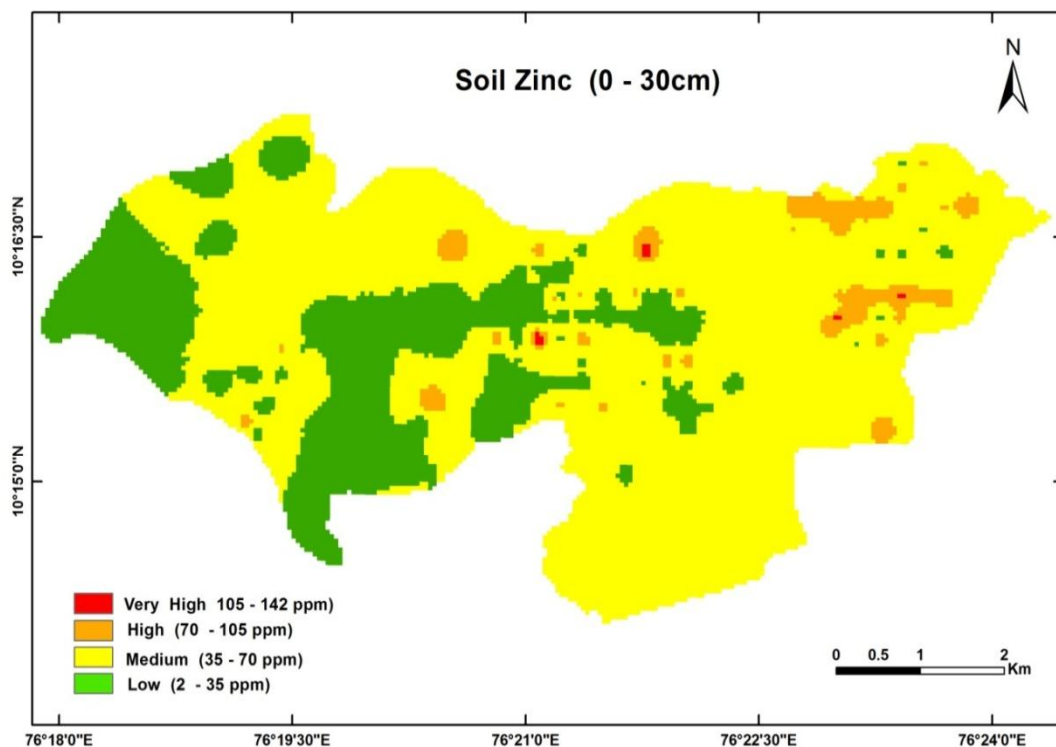 Soil Zinc (0 - 30cm)
N
10°16'30"N
10°15'0"N
Very High 105 - 142 ppm)
High (70 - 105 ppm)
Medium (35 - 70 ppm)
Low (2 - 35 ppm)
0 0.5 1 2
Km
76°18'0"E 76°19'30"E 76°21'0"E 76°22'30"E 76°24'0"E